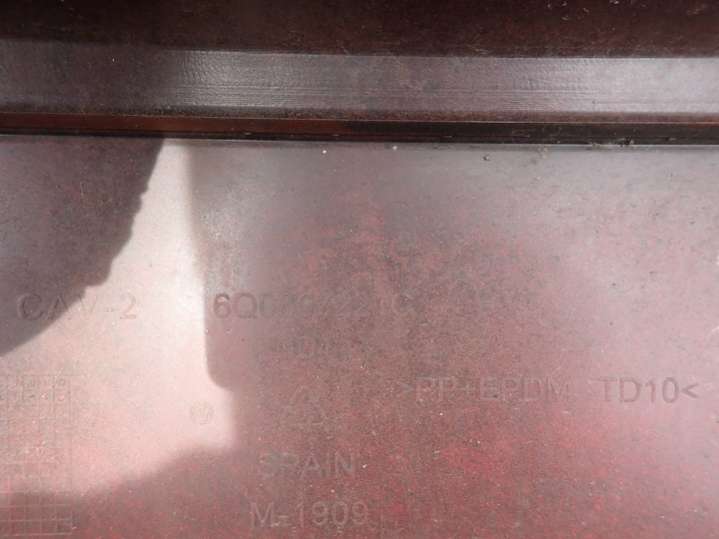 CAV-2
>PP+EPDM TD10<
SPAIN
M-1909